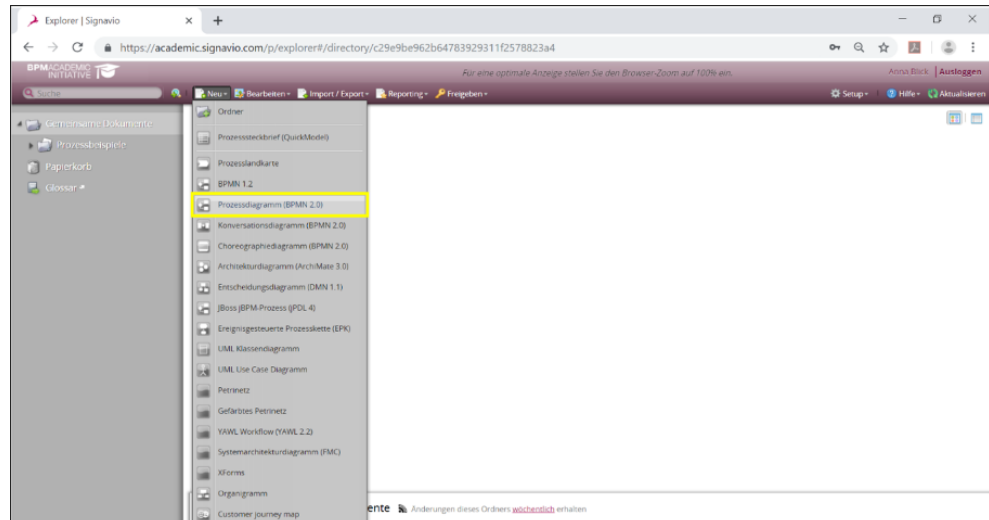 Explorer | Signavio
https://academic.signavio.com/p/explorer#/directory/c29e9be962b64783929311f2578823a4
BPMACADEMIC
INITIATIVE
Für eine optimale Anzeige stellen Sie den Browser-Zoom auf 100% ein.
Anna Blick | Ausloggen
Suche
Neu
Bearbeiten
Import / Export
Reporting
Freigeben
Setup
Hilfe
Aktualisieren
Gemeinsame Dokumente
Prozessbeispiele
Papierkorb
Glossar
Ordner
Prozesssteckbrief (QuickModel)
Prozesslandkarte
BPMN 1.2
Prozessdiagramm (BPMN 2.0)
Konversationsdiagramm (BPMN 2.0)
Choreographiediagramm (BPMN 2.0)
Architekturdiagramm (ArchiMate 3.0)
Entscheidungsdiagramm (DMN 1.1)
JBoss jBPM-Prozess (jPDL 4)
Ereignisgesteuerte Prozesskette (EPK)
UML Klassendiagramm
UML Use Case Diagramm
Petrinetz
Gefärbtes Petrinetz
YAWL Workflow (YAWL 2.2)
Systemarchitekturdiagramm (FMC)
XForms
Organigramm
Customer journey map
ente Änderungen dieses Ordners wöchentlich erhalten